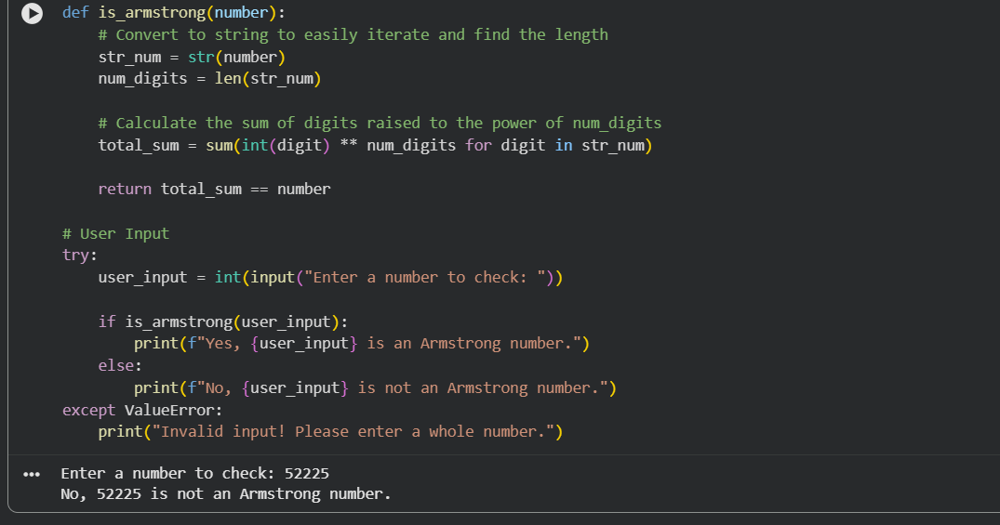 def is_armstrong(number):
    # Convert to string to easily iterate and find the length
    str_num = str(number)
    num_digits = len(str_num)

    # Calculate the sum of digits raised to the power of num_digits
    total_sum = sum(int(digit) ** num_digits for digit in str_num)

    return total_sum == number

# User Input
try:
    user_input = int(input("Enter a number to check: "))

    if is_armstrong(user_input):
        print(f"Yes, {user_input} is an Armstrong number.")
    else:
        print(f"No, {user_input} is not an Armstrong number.")
except ValueError:
    print("Invalid input! Please enter a whole number.")

Enter a number to check: 52225
No, 52225 is not an Armstrong number.